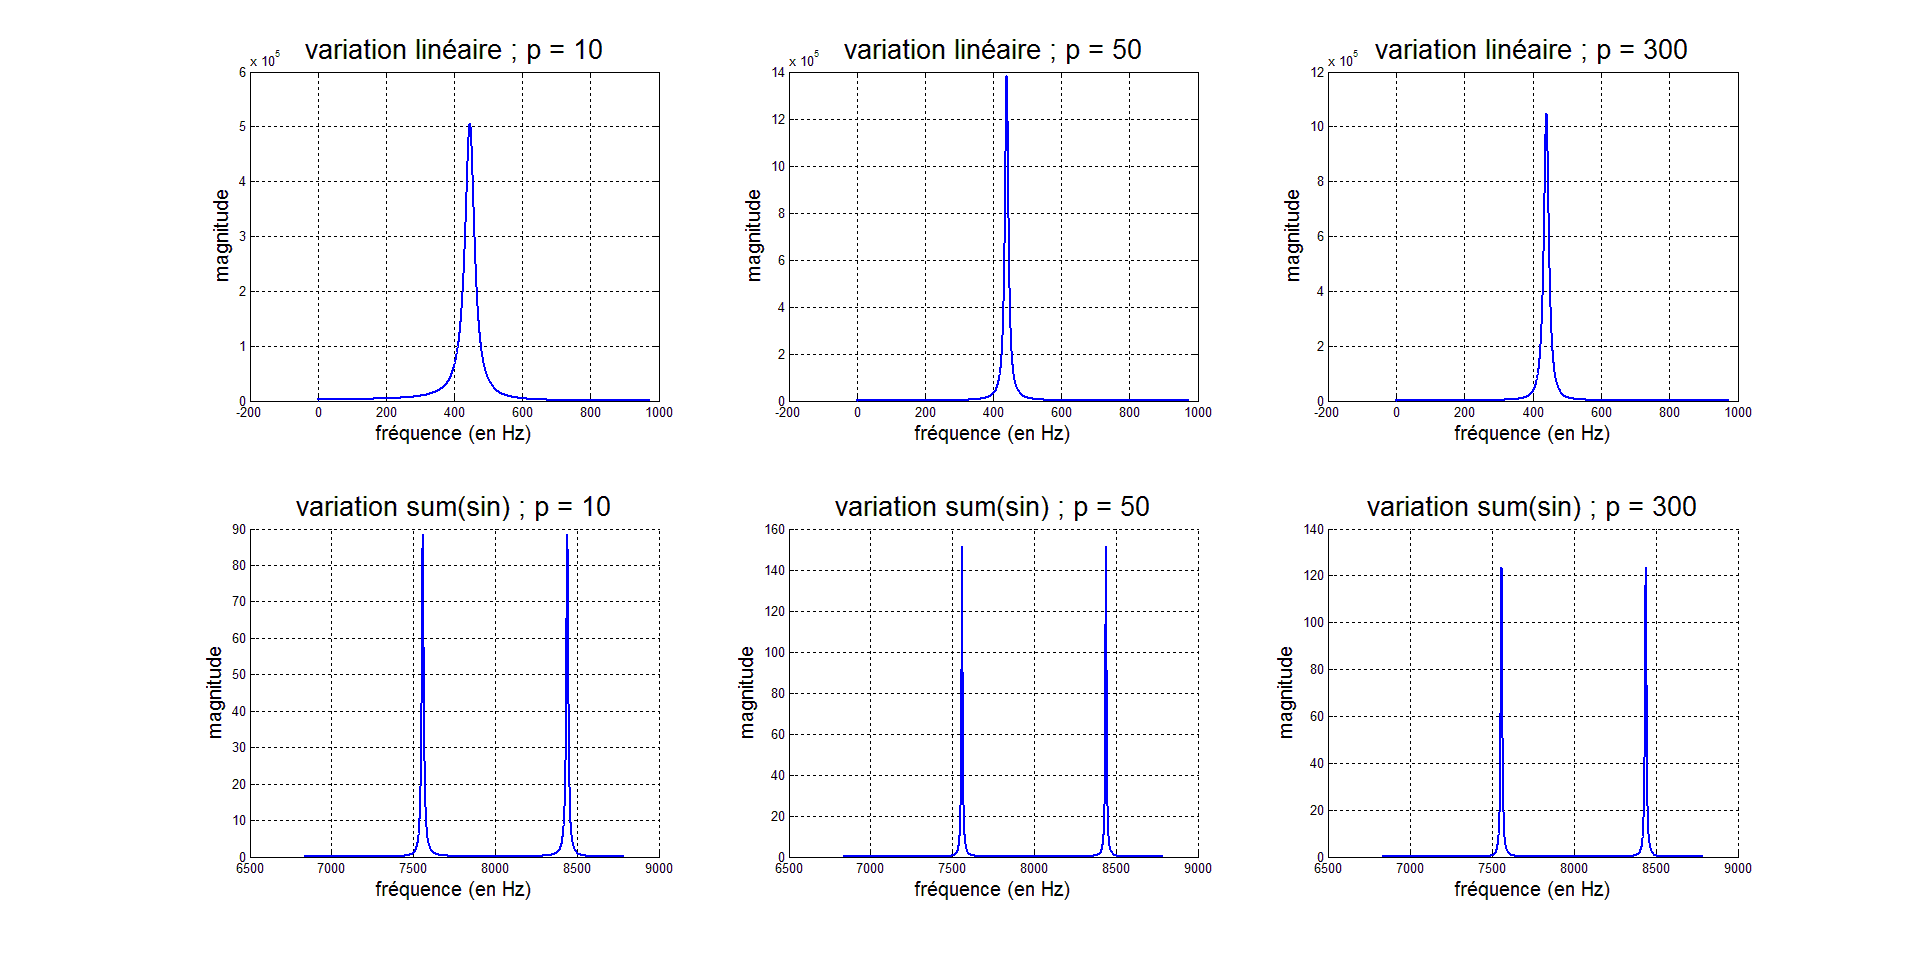 variation linéaire ; p = 10
x 10^5
6
5
4
3
2
1
0
-200 0 200 400 600 800 1000
magnitude
fréquence (en Hz)
variation linéaire ; p = 50
x 10^5
14
12
10
8
6
4
2
0
-200 0 200 400 600 800 1000
magnitude
fréquence (en Hz)
variation linéaire ; p = 300
x 10^5
12
10
8
6
4
2
0
-200 0 200 400 600 800 1000
magnitude
fréquence (en Hz)
variation sum(sin) ; p = 10
90
80
70
60
50
40
30
20
10
0
6500 7000 7500 8000 8500 9000
magnitude
fréquence (en Hz)
variation sum(sin) ; p = 50
160
140
120
100
80
60
40
20
0
6500 7000 7500 8000 8500 9000
magnitude
fréquence (en Hz)
variation sum(sin) ; p = 300
140
120
100
80
60
40
20
0
6500 7000 7500 8000 8500 9000
magnitude
fréquence (en Hz)